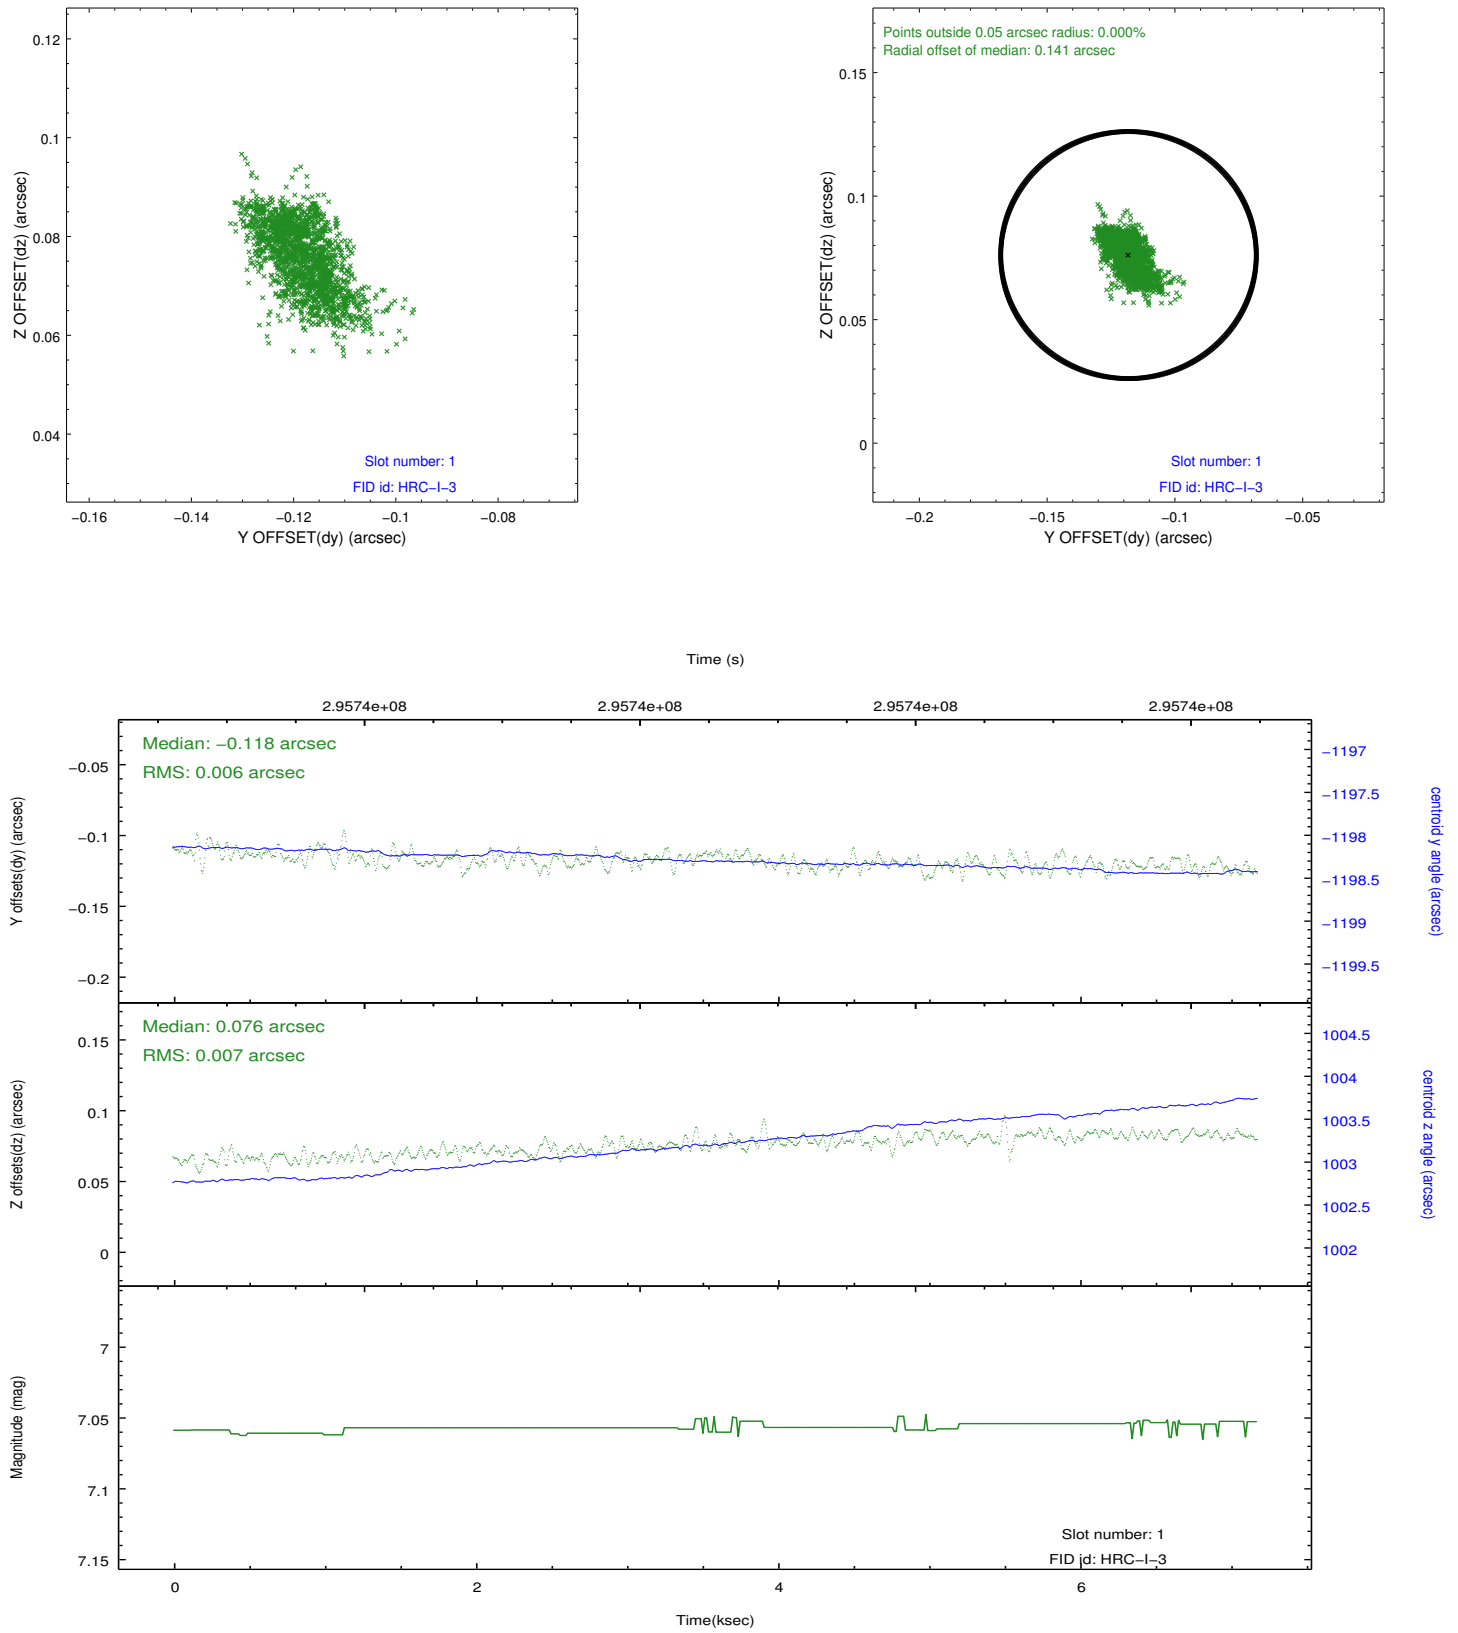 0.12
0.1
0.08
0.06
0.04
Z OFFSET(dz) (arcsec)
Slot number: 1
FID id: HRC−I−3
−0.16 −0.14 −0.12 −0.1 −0.08
Y OFFSET(dy) (arcsec)
Points outside 0.05 arcsec radius: 0.000%
Radial offset of median: 0.141 arcsec
0.15
0.1
0.05
0
Z OFFSET(dz) (arcsec)
Slot number: 1
FID id: HRC−I−3
−0.2 −0.15 −0.1 −0.05
Y OFFSET(dy) (arcsec)
Time (s)
2.9574e+08 2.9574e+08 2.9574e+08 2.9574e+08
Median: −0.118 arcsec
RMS: 0.006 arcsec
−0.05
−0.1
−0.15
−0.2
Y offsets(dy) (arcsec)
−1197
−1197.5
−1198
−1198.5
−1199
−1199.5
centroid y angle (arcsec)
Median: 0.076 arcsec
RMS: 0.007 arcsec
0.15
0.1
0.05
0
Z offsets(dz) (arcsec)
1004.5
1004
1003.5
1003
1002.5
1002
centroid z angle (arcsec)
7
7.05
7.1
7.15
Magnitude (mag)
Slot number: 1
FID id: HRC−I−3
0 2 4 6
Time(ksec)